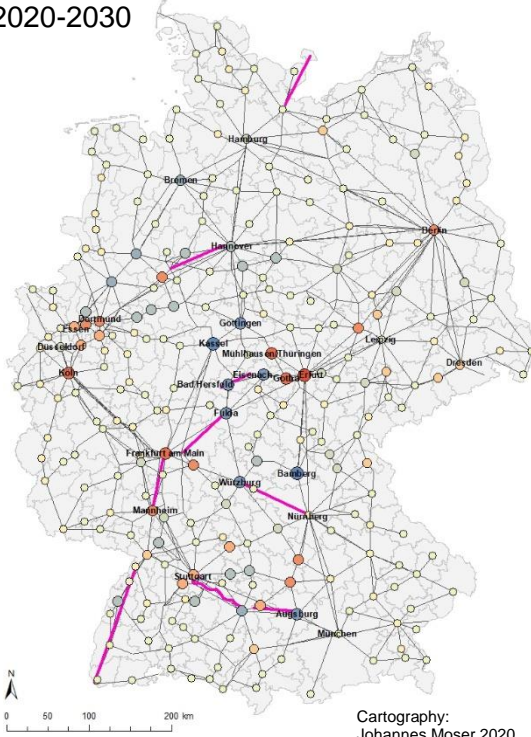 2020-2030
Hamburg
Bremen
Berlin
Hannover
Dortmund
Essen
Göttingen
Düsseldorf
Kassel
Leipzig
Mühlhausen/Thüringen
Dresden
Köln
Eisenach
Gotha
Erfurt
Bad Hersfeld
Fulda
Frankfurt am Main
Bamberg
Würzburg
Mannheim
Nürnberg
Stuttgart
Augsburg
München
N
0 50 100 200 km
Cartography:
Johannes Moser 2020